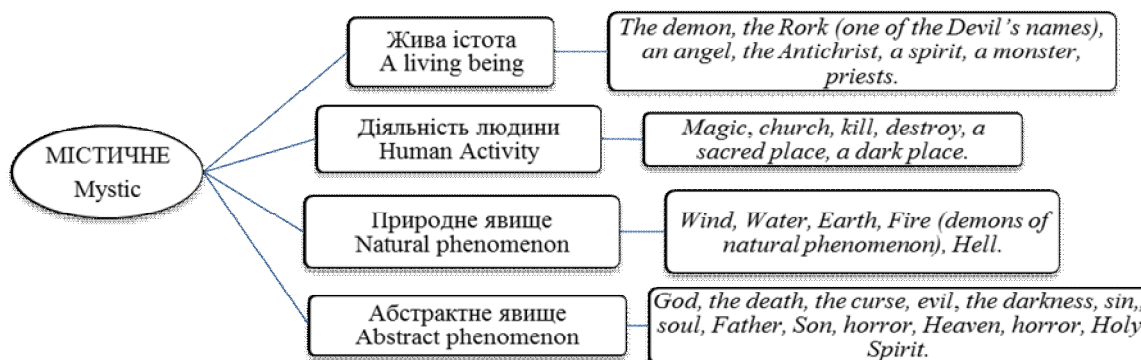 МІСТИЧНЕ
Mystic
Жива істота
A living being
The demon, the Rork (one of the Devil's names),
an angel, the Antichrist, a spirit, a monster,
priests.
Діяльність людини
Human Activity
Magic, church, kill, destroy, a
sacred place, a dark place.
Природне явище
Natural phenomenon
Wind, Water, Earth, Fire (demons of
natural phenomenon), Hell.
Абстрактне явище
Abstract phenomenon
God, the death, the curse, evil, the darkness, sin,,
soul, Father, Son, horror, Heaven, horror, Holy
Spirit.